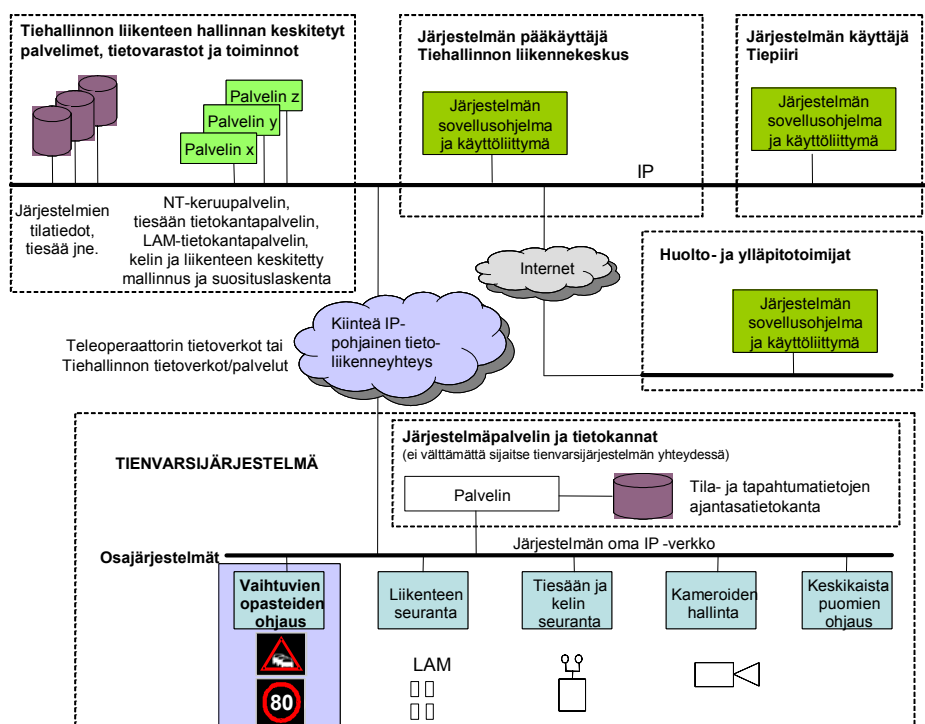 Tiehallinnon liikenteen hallinnan keskitetyt
palvelimet, tietovarastot ja toiminnot
Palvelin z
Palvelin y
Palvelin x
Järjestelmien
tilatiedot,
tiesää jne.
NT-keruupalvelin,
tiesään tietokantapalvelin,
LAM-tietokantapalvelin,
kelin ja liikenteen keskitetty
mallinnus ja suosituslaskenta
Järjestelmän pääkäyttäjä
Tiehallinnon liikennekeskus
Järjestelmän
sovellusohjelma
ja käyttöliittymä
IP
Järjestelmän käyttäjä
Tiepiiri
Järjestelmän
sovellusohjelma
ja käyttöliittymä
Internet
Huolto- ja ylläpitotoimijat
Järjestelmän
sovellusohjelma
ja käyttöliittymä
Teleoperaattorin tietoverkot tai
Tiehallinnon tietoverkot/palvelut
Kiinteä IP-
pohjainen tieto-
liikenneyhteys
TIENVARSIJÄRJESTELMÄ
Järjestelmäpalvelin ja tietokannat
(ei välttämättä sijaitse tienvarsijärjestelmän yhteydessä)
Palvelin
Tila- ja tapahtumatietojen
ajantasatietokanta
Järjestelmän oma IP -verkko
Osajärjestelmät
Vaihtuvien
opasteiden
ohjaus
80
Liikenteen
seuranta
LAM
Tiesään ja
kelin
seuranta
Kameroiden
hallinta
Keskikaista
puomien
ohjaus